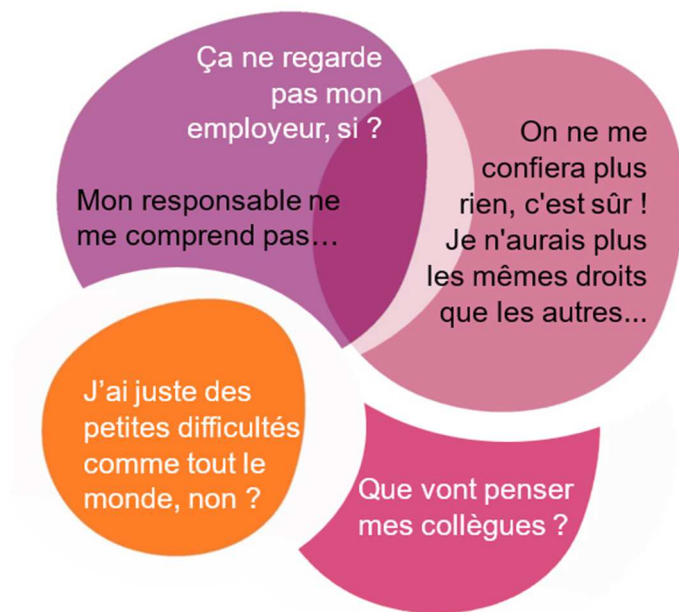 Ça ne regarde
pas mon
employeur, si ?
Mon responsable ne
me comprend pas…
On ne me
confiera plus
rien, c'est sûr !
Je n'aurais plus
les mêmes droits
que les autres...
J’ai juste des
petites difficultés
comme tout le
monde, non ?
Que vont penser
mes collègues ?